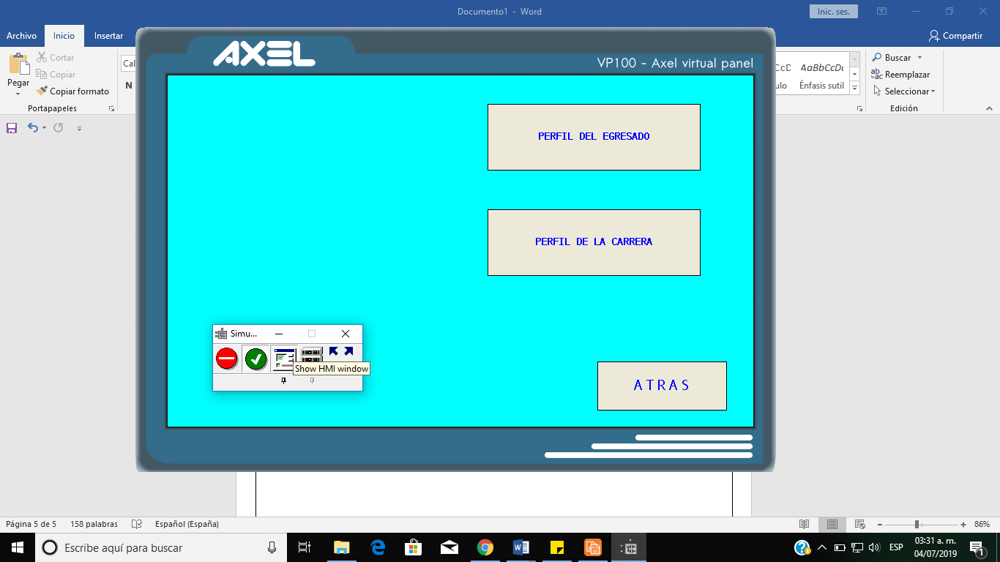 Documento1 - Word
Inic. ses.
Archivo
Inicio
Insertar
Compartir
AXEL
VP100 - Axel virtual panel
Pegar
Cortar
Copiar
Copiar formato
Portapapeles
Cal
N
CcD
AaBbCcDc
ulo
Énfasis sutil
Buscar
Reemplazar
Seleccionar
Edición
PERFIL DEL EGRESADO
PERFIL DE LA CARRERA
Simu...
Show HMI window
ATRAS
Página 5 de 5
158 palabras
Español (España)
86%
Escribe aquí para buscar
ESP
03:31 a. m.
04/07/2019
1